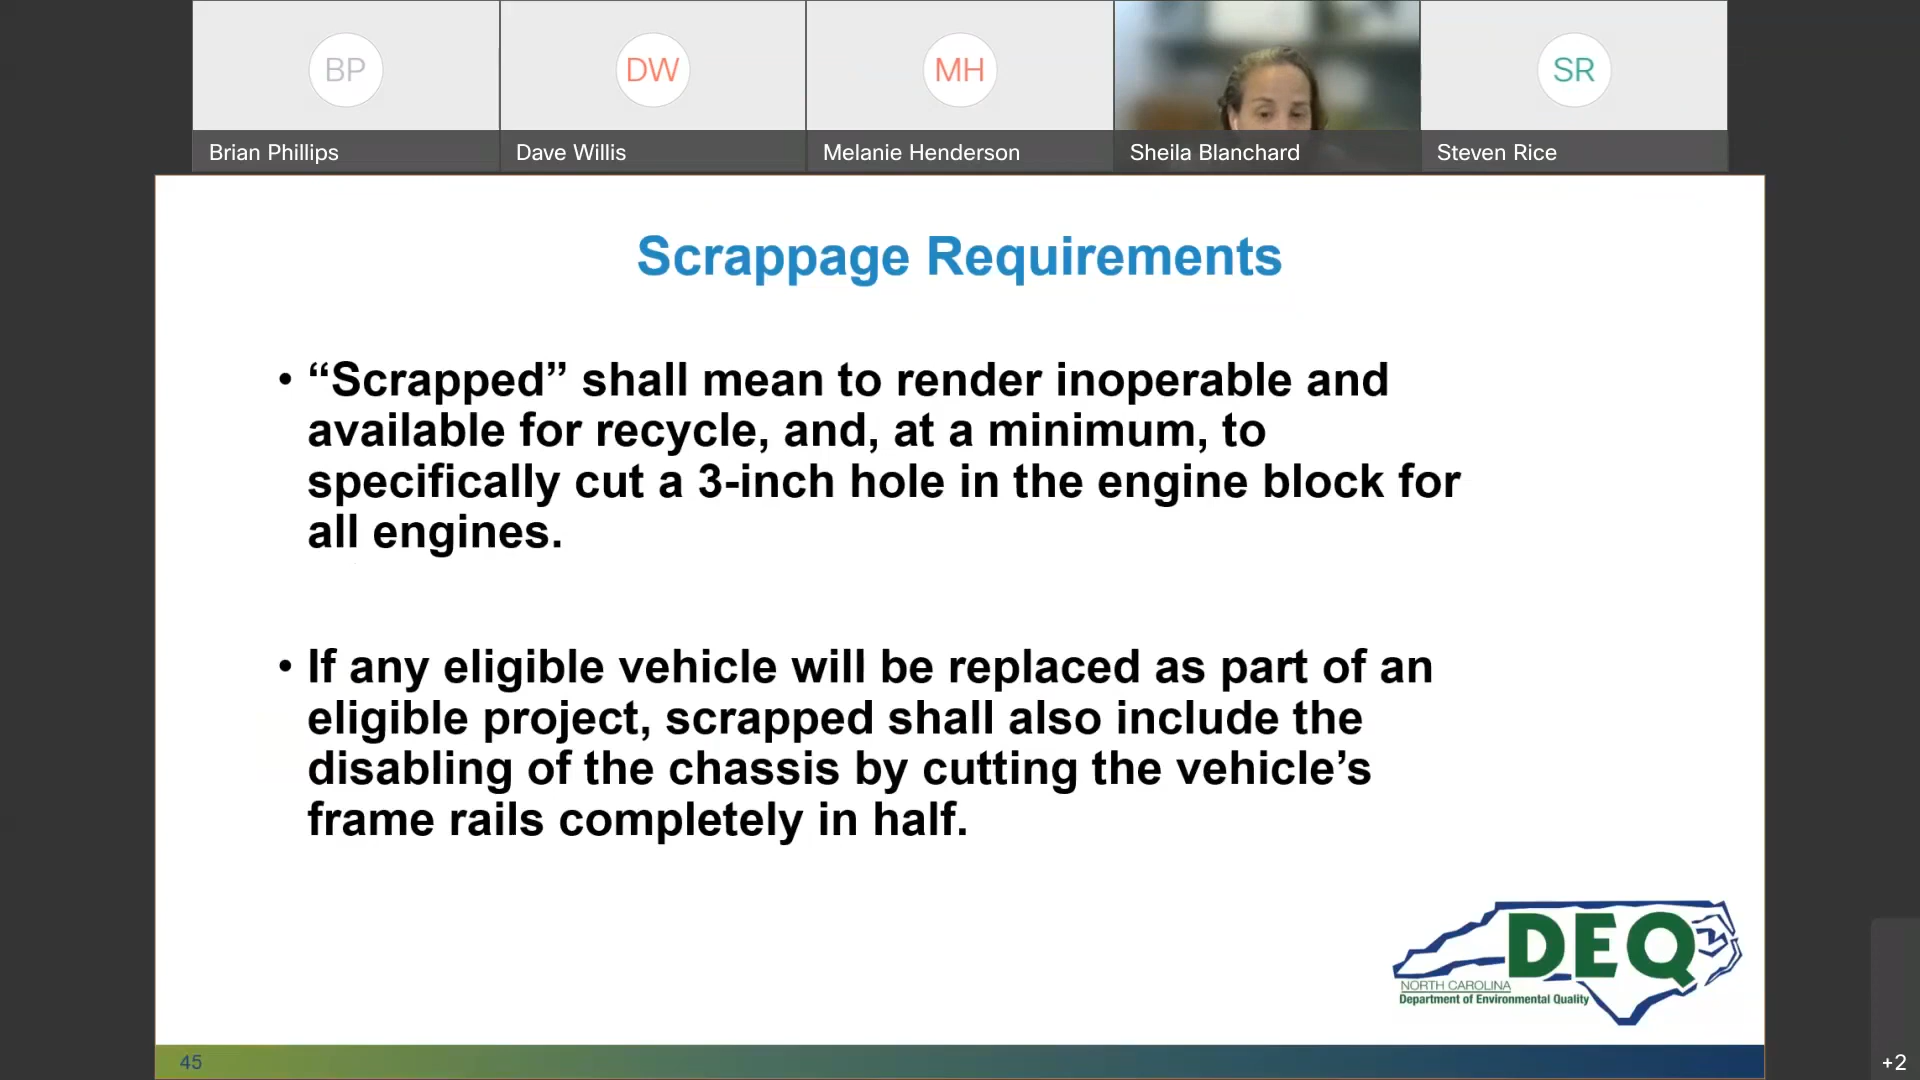 BP
DW
MH
SR
Brian Phillips
Dave Willis
Melanie Henderson
Sheila Blanchard
Steven Rice
Scrappage Requirements
• “Scrapped” shall mean to render inoperable and
available for recycle, and, at a minimum, to
specifically cut a 3-inch hole in the engine block for
all engines.
• If any eligible vehicle will be replaced as part of an
eligible project, scrapped shall also include the
disabling of the chassis by cutting the vehicle’s
frame rails completely in half.
DEQ
NORTH CAROLINA
Department of Environmental Quality
45
+2